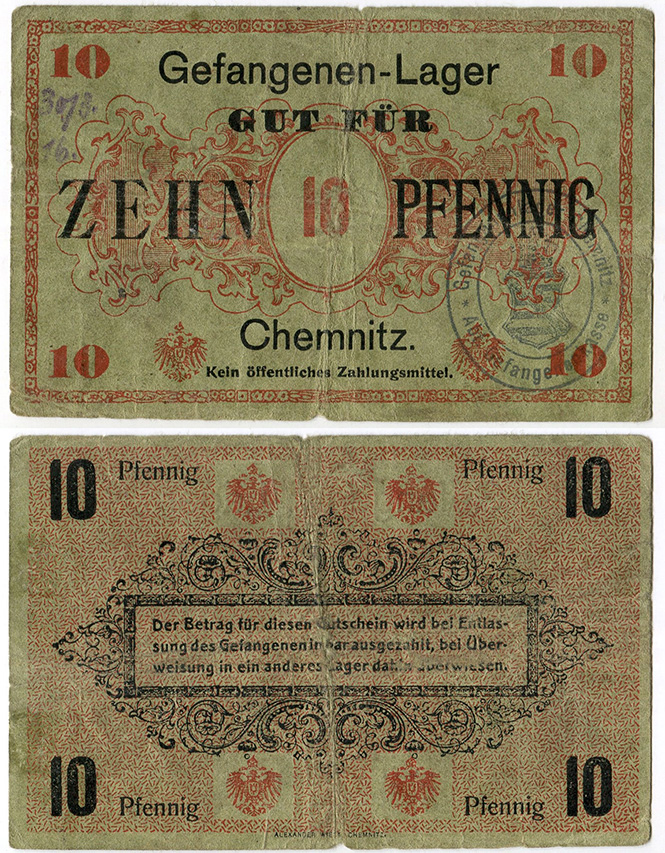 10 10
Gefangenen-Lager
GUT FÜR
ZEHN 10 PFENNIG
Chemnitz.
10 10
Kein öffentliches Zahlungsmittel.
10 Pfennig Pfennig 10
Der Betrag für diesen Gutschein wird bei Entlas-
sung des Gefangenen in bar ausgezahlt, bei Über-
weisung in ein anderes Lager dahin überwiesen.
10 Pfennig Pfennig 10
ALEXANDER CHEMNITZ.